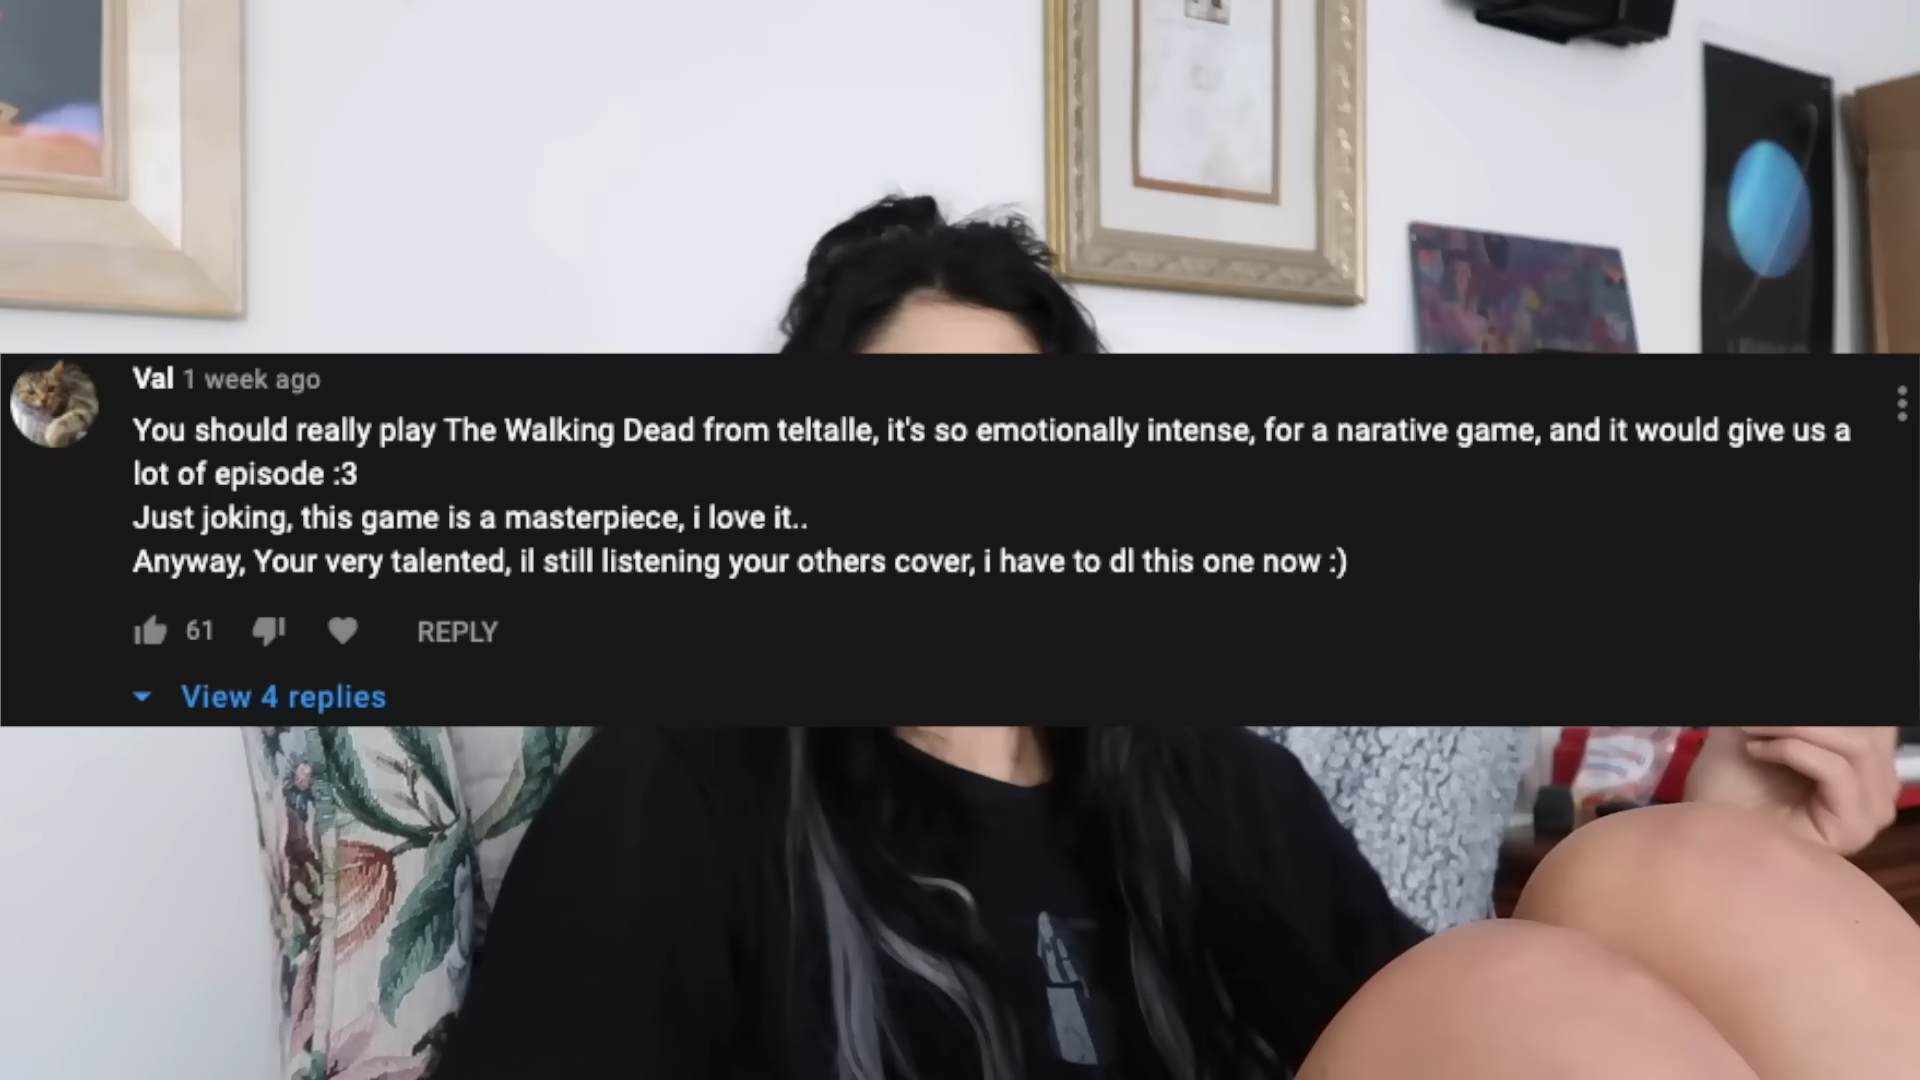 Val 1 week ago
You should really play The Walking Dead from teltalle, it's so emotionally intense, for a narative game, and it would give us a
lot of episode :3
Just joking, this game is a masterpiece, i love it..
Anyway, Your very talented, il still listening your others cover, i have to dl this one now :)
61 REPLY
View 4 replies